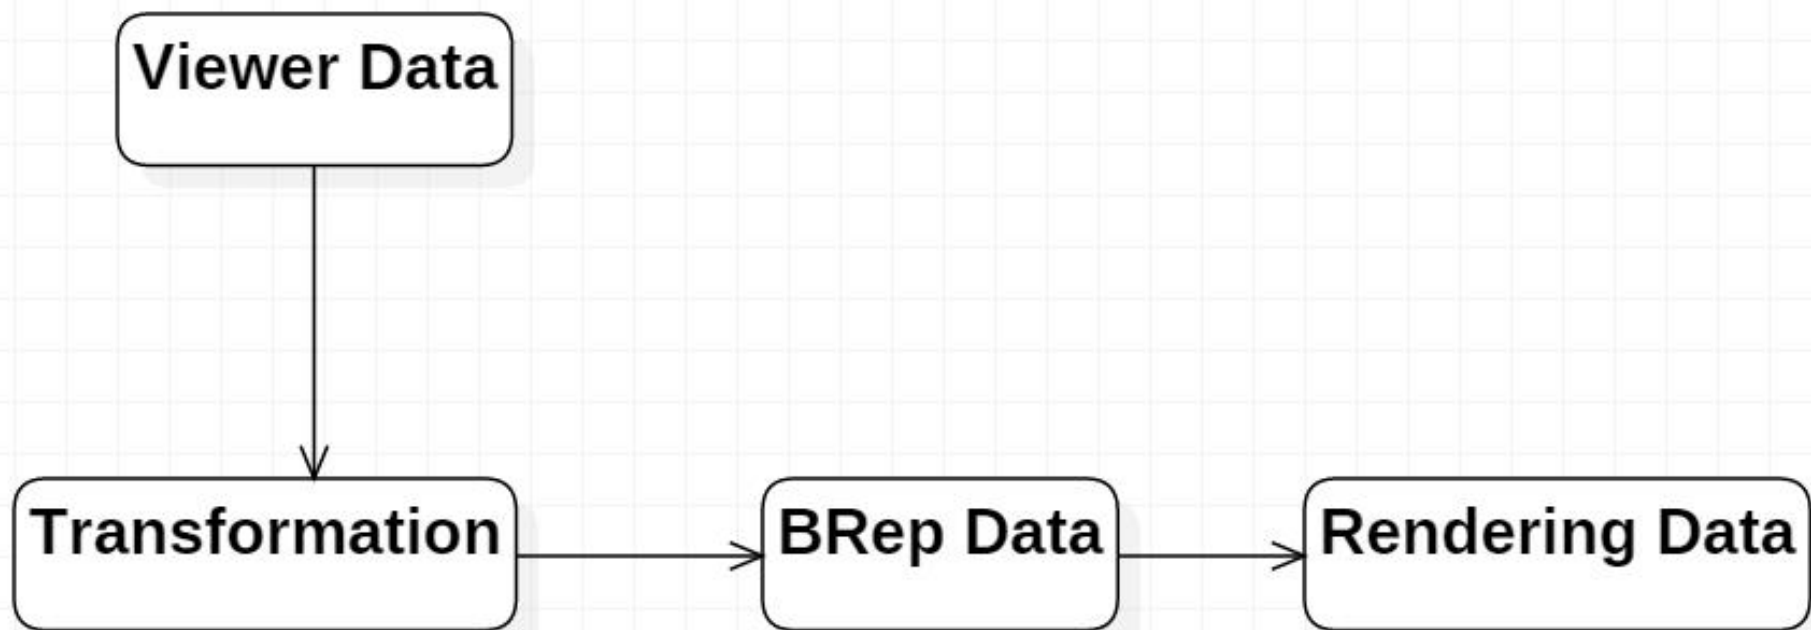 Viewer Data
Transformation
BRep Data
Rendering Data